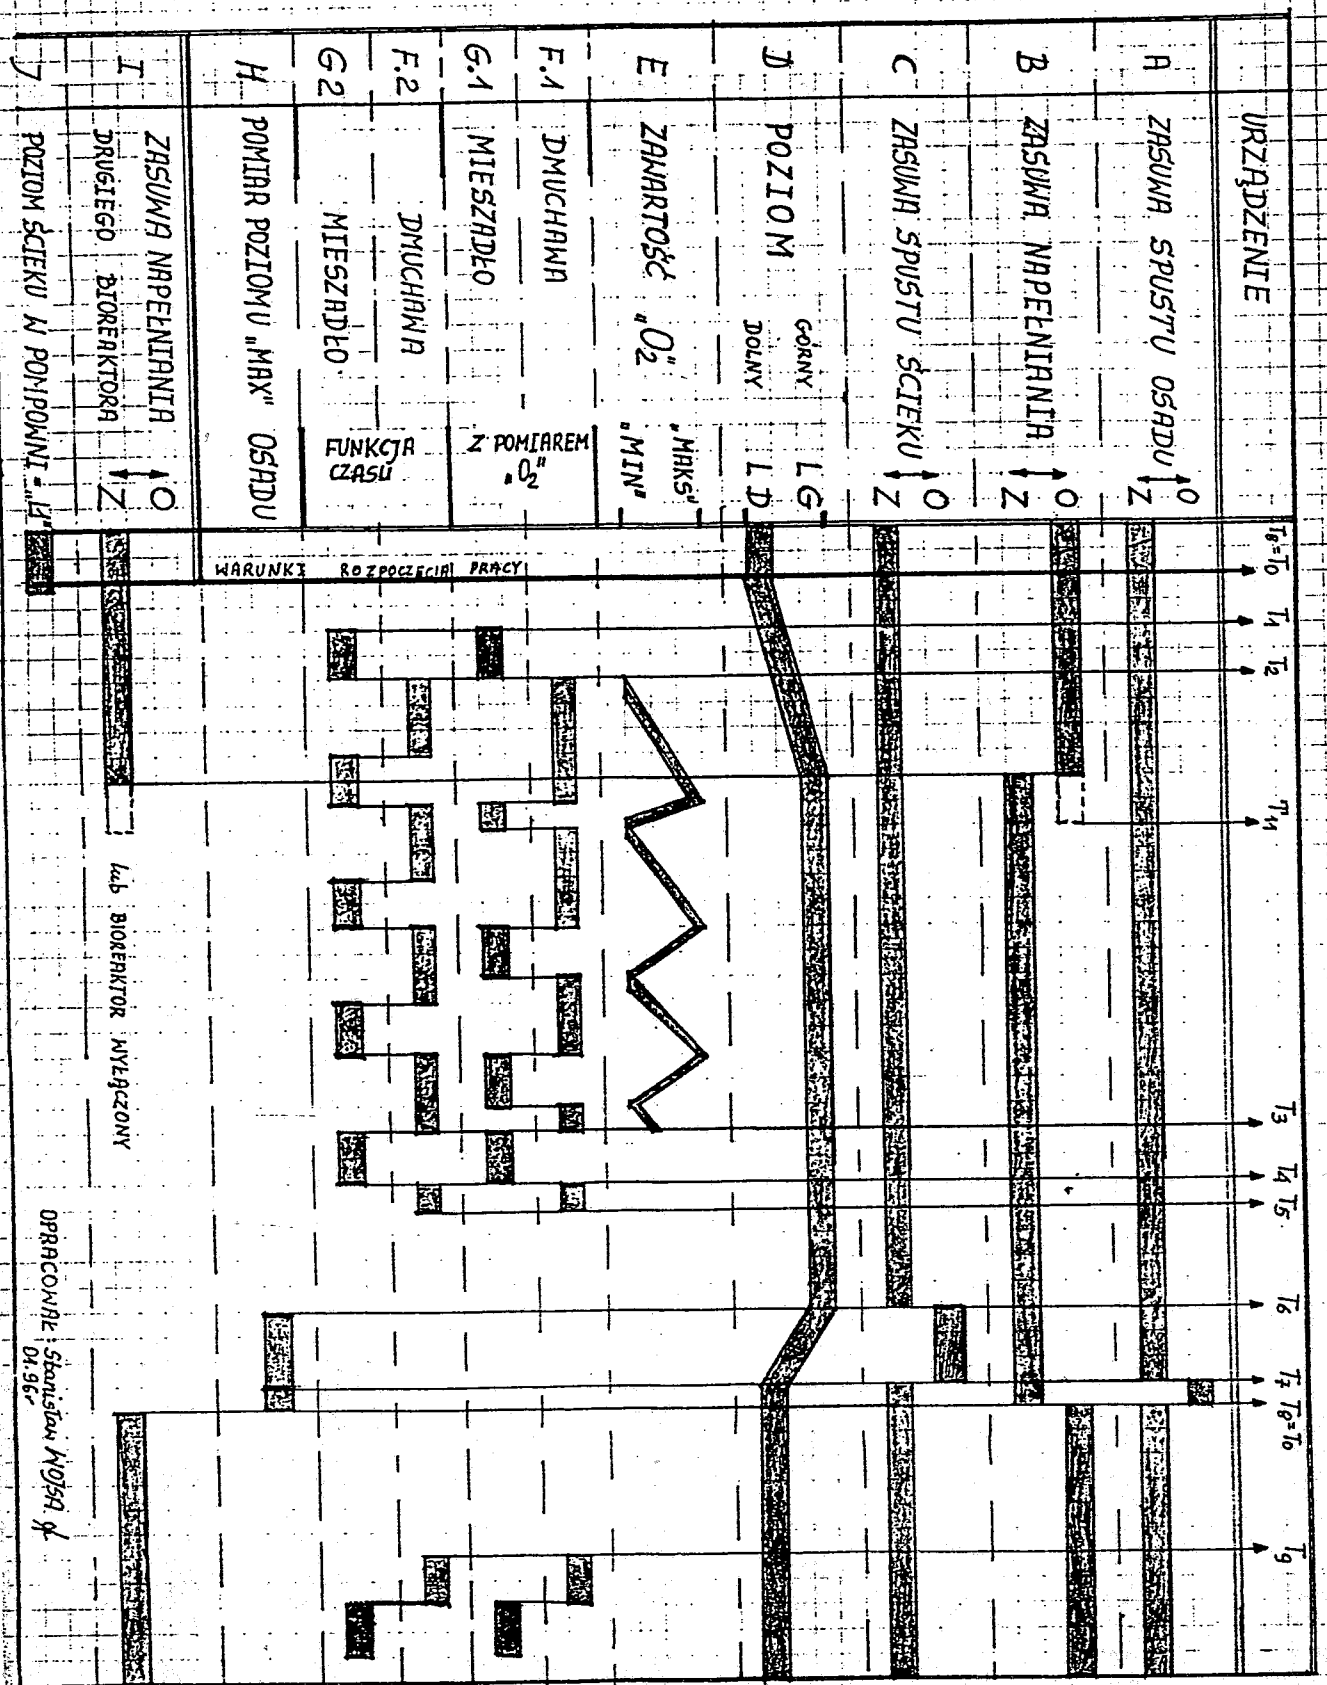 URZĄDZENIE
T8=T0
T1
T2
T11
T3
T4
T5
T6
T7
T8=T0
T9
A
ZASUWA SPUSTU OSADU
O
Z
B
ZASUWA NAPEŁNIANIA
O
Z
C
ZASUWA SPUSTU ŚCIEKU
O
Z
D
POZIOM
GÓRNY LG
DOLNY LD
E
ZAWARTOŚĆ "O2"
"MAKS"
"MIN"
F.1
DMUCHAWA
G.1
MIESZADŁO
Z POMIAREM
"O2"
F.2
DMUCHAWA
G2
MIESZADŁO
FUNKCJA
CZASU
WARUNKI ROZPOCZĘCIA PRACY
H
POMIAR POZIOMU "MAX" OSADU
I
ZASUWA NAPEŁNIANIA
DRUGIEGO BIOREAKTORA
O
Z
lub BIOREAKTOR WYŁĄCZONY
J
POZIOM ŚCIEKU W POMPOWNI = "H"
OPRACOWAŁ: Stanisław WOJSA
04.96r